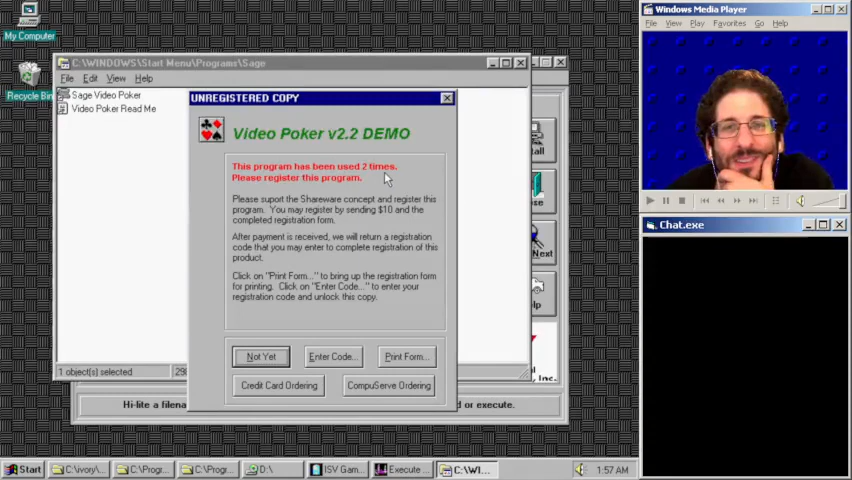 My Computer
Recycle Bin
C:\WINDOWS\Start Menu\Programs\Sage
File Edit View Help
Sage Video Poker
Video Poker Read Me
1 object(s) selected
UNREGISTERED COPY
Video Poker v2.2 DEMO
This program has been used 2 times.
Please register this program.
Please suport the Shareware concept and register this
program. You may register by sending $10 and the
completed registration form.
After payment is received, we will return a registration
code that you may enter to complete registration of this
product.
Click on "Print Form..." to bring up the registration form
for printing. Click on "Enter Code..." to enter your
registration code and unlock this copy.
Not Yet
Enter Code...
Print Form...
Credit Card Ordering
CompuServe Ordering
Next
, Inc.
Hi-lite a filenam
d or execute.
Windows Media Player
File View Play Favorites Go Help
Chat.exe
Start
C:\ivory\...
C:\Progr...
C:\Progr...
D:\
ISV Gam...
Execute ...
C:\WI...
1:57 AM